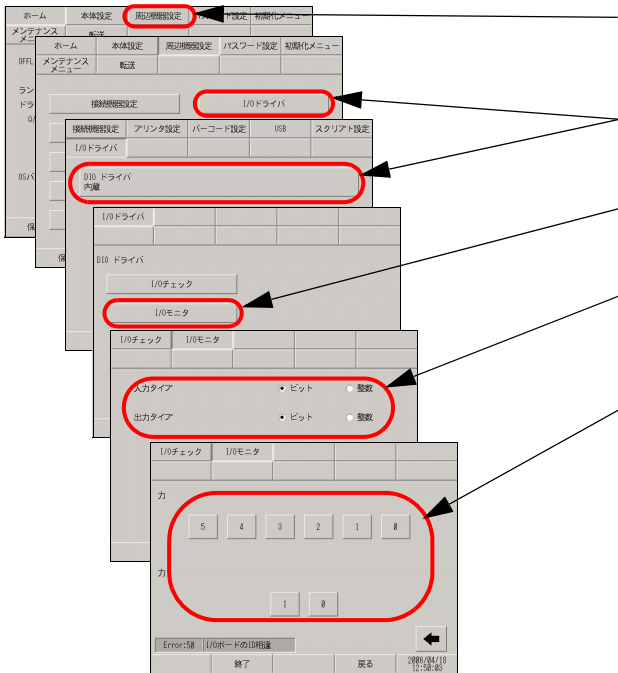 ホーム 本体設定 周辺機器設定 パスワード設定 初期化メニュー
メンテナンス 転送
メニュー
OFFL
ラン
ドラ
Q/
OSバ
保
ホーム 本体設定 周辺機器設定 パスワード設定 初期化メニュー
メンテナンス 転送
メニュー
接続機器設定 I/Oドライバ
保
接続機器設定 プリンタ設定 バーコード設定 USB スクリプト設定
I/Oドライバ
DIO ドライバ
内蔵
I/Oドライバ
DIO ドライバ
I/Oチェック
I/Oモニタ
I/Oチェック I/Oモニタ
入力タイプ ビット 整数
出力タイプ ビット 整数
I/Oチェック I/Oモニタ
力
5 4 3 2 1 0
力
1 0
Error:50 I/OボードのID相違
終了 戻る 2006/04/18
12:50:03